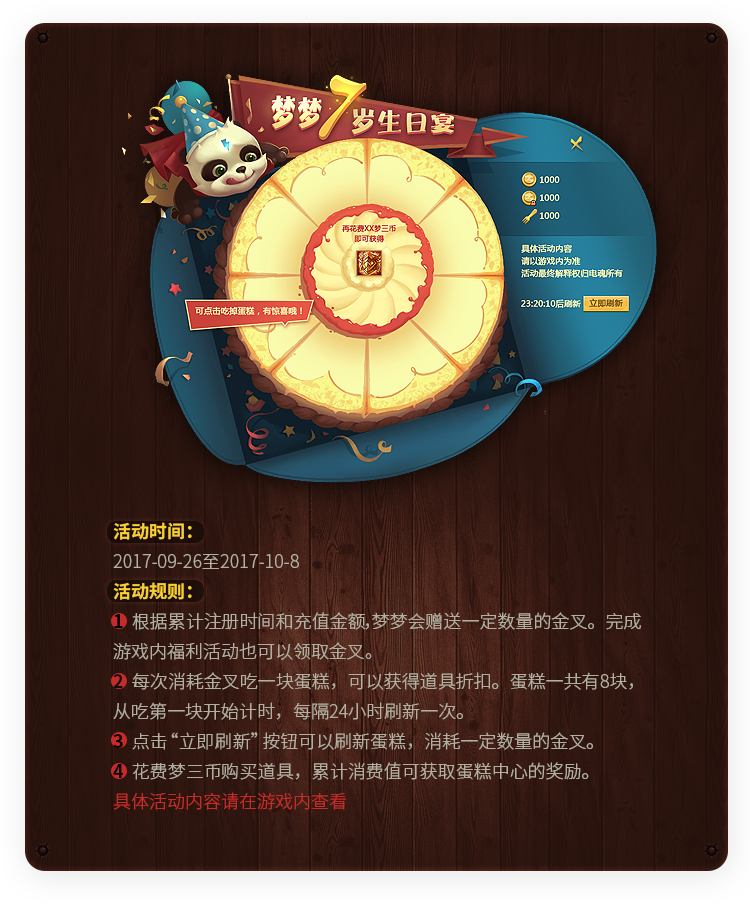 梦梦7岁生日宴
1000
1000
1000
再花费XX梦三币
即可获得
具体活动内容
请以游戏内为准
活动最终解释权归电魂所有
可点击吃掉蛋糕，有惊喜哦！
23:20:10后刷新 立即刷新
活动时间：
2017-09-26至2017-10-8
活动规则：
1 根据累计注册时间和充值金额,梦梦会赠送一定数量的金叉。完成
游戏内福利活动也可以领取金叉。
2 每次消耗金叉吃一块蛋糕，可以获得道具折扣。蛋糕一共有8块，
从吃第一块开始计时，每隔24小时刷新一次。
3 点击“立即刷新”按钮可以刷新蛋糕，消耗一定数量的金叉。
4 花费梦三币购买道具，累计消费值可获取蛋糕中心的奖励。
具体活动内容请在游戏内查看